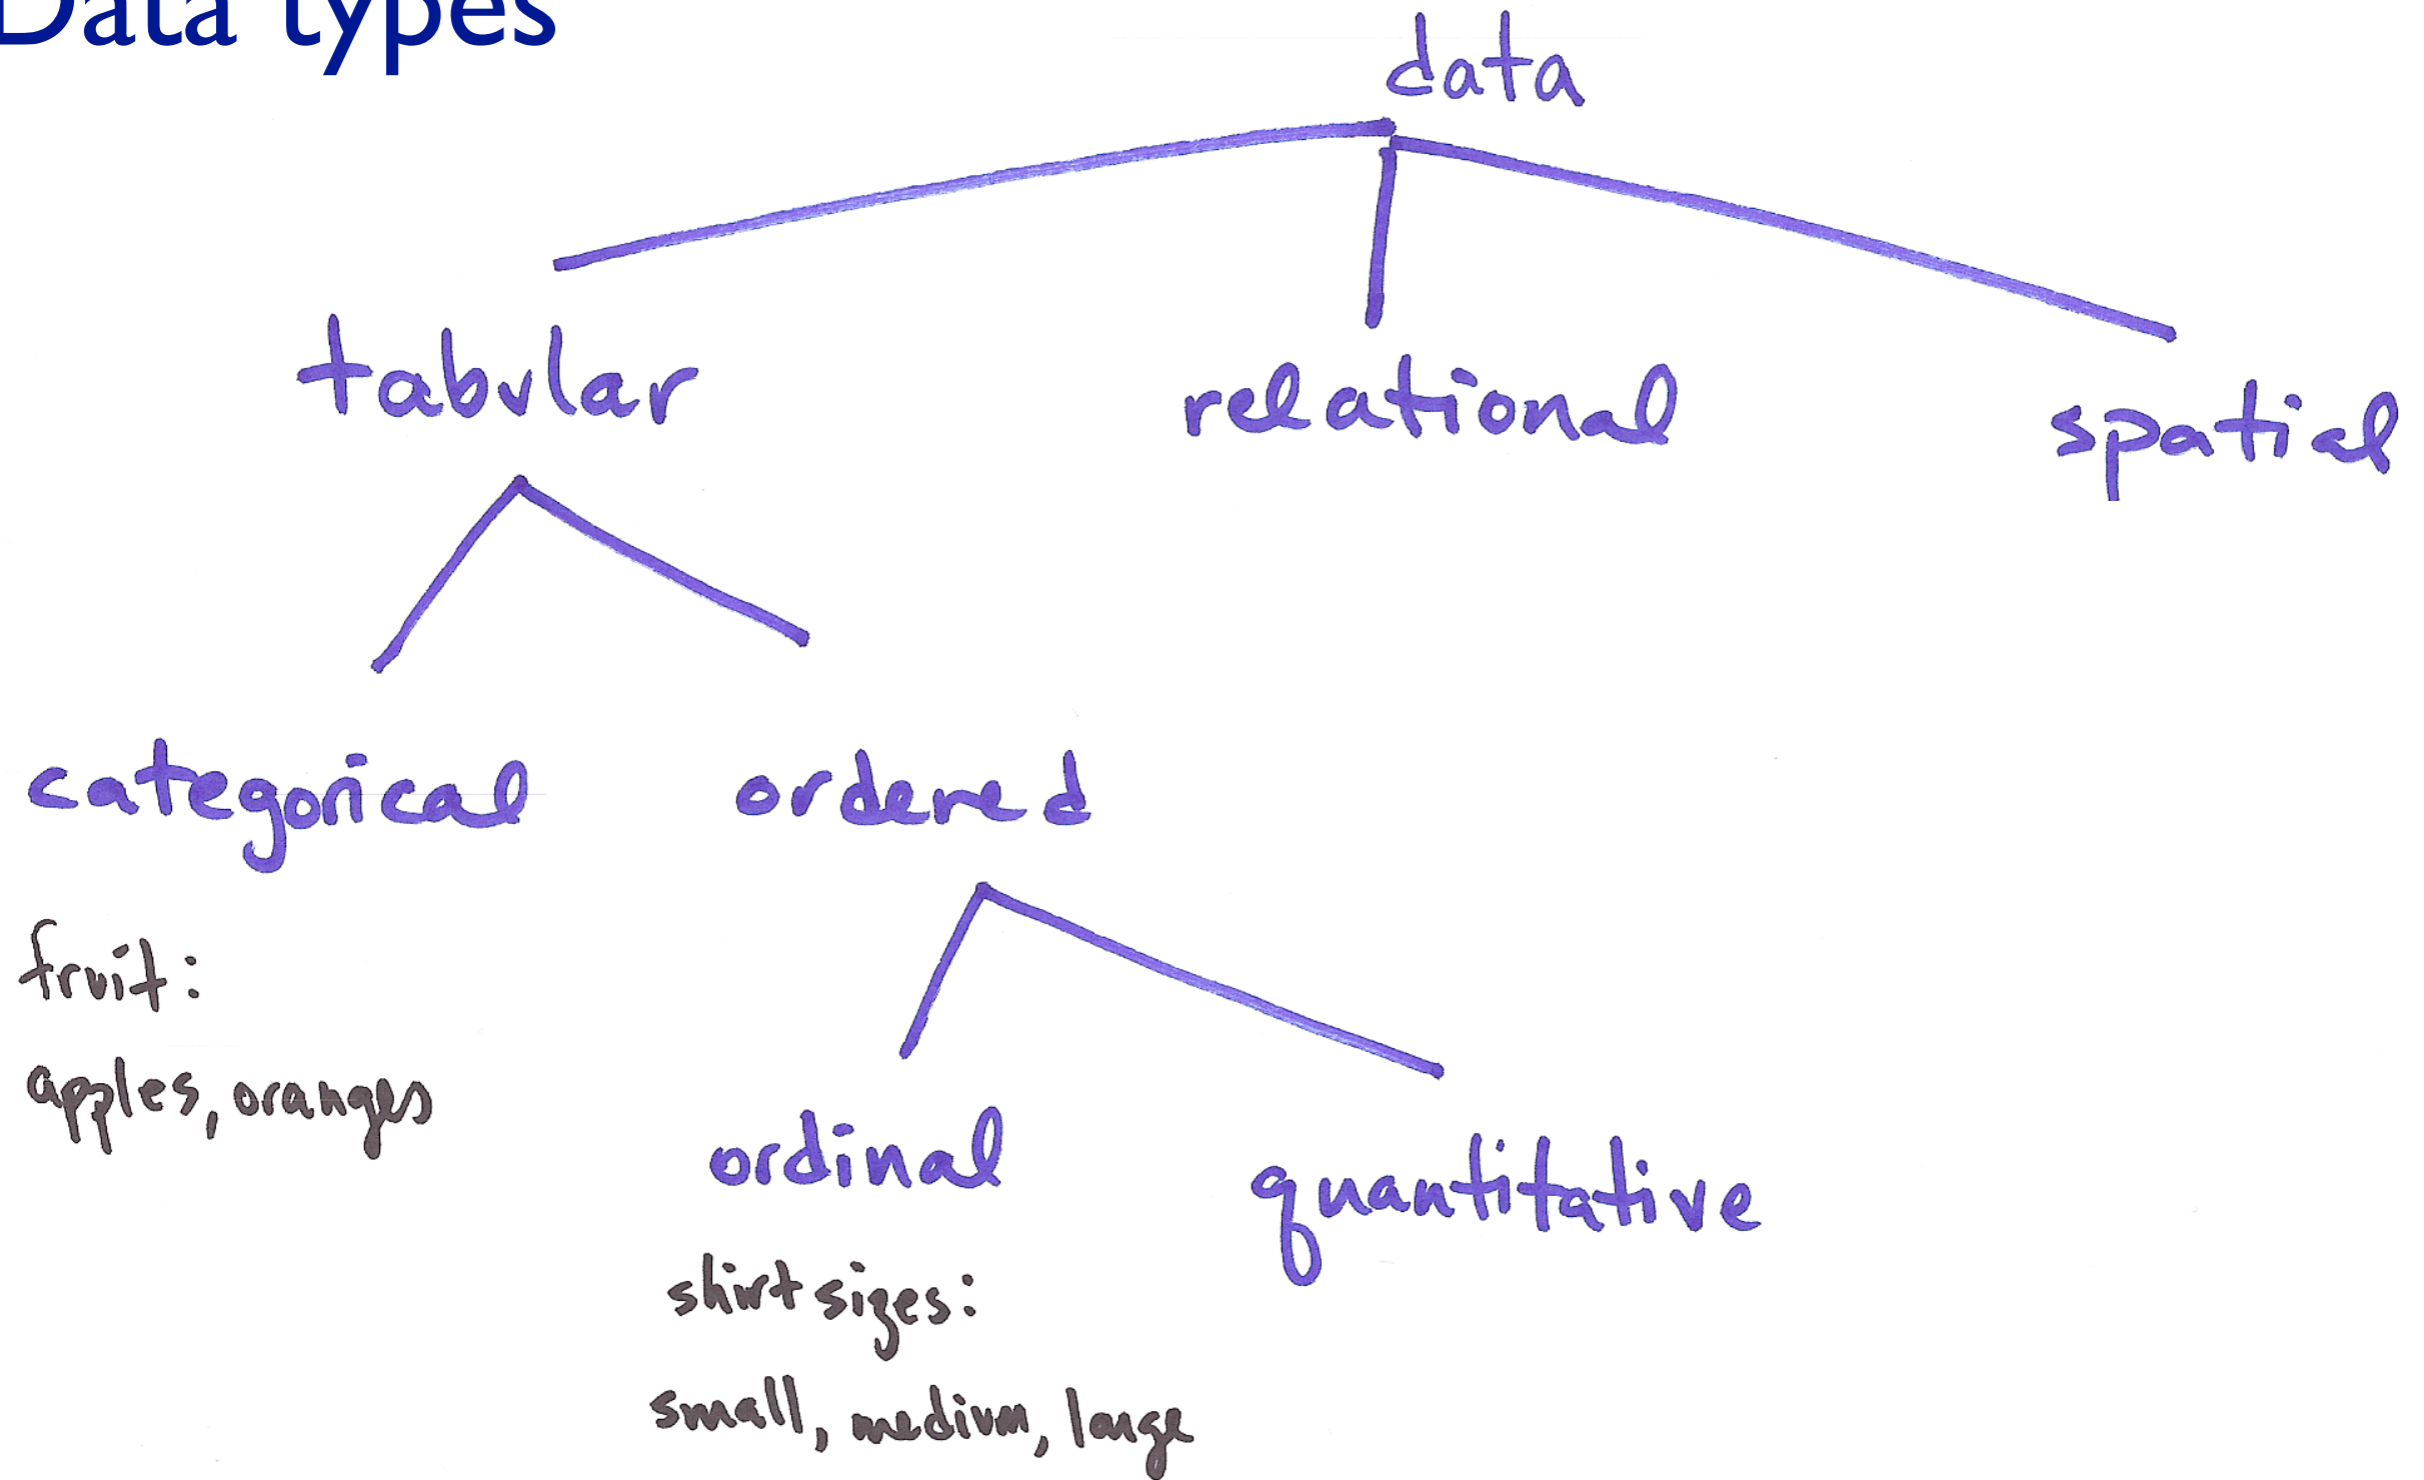 Data types
data
tabular
relational
spatial
categorical
ordered
fruit:
apples, oranges
ordinal
quantitative
shirt sizes:
small, medium, large